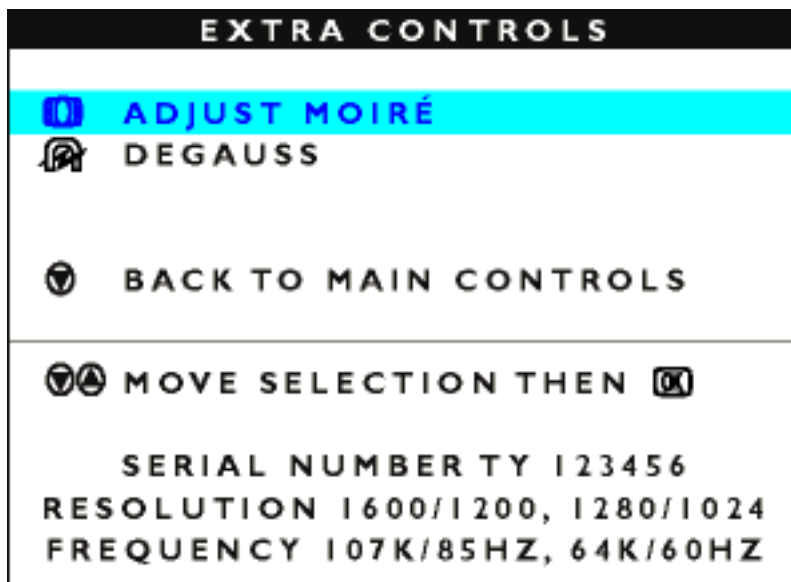 EXTRA CONTROLS
ADJUST MOIRÉ
DEGAUSS
BACK TO MAIN CONTROLS
MOVE SELECTION THEN OK
SERIAL NUMBER TY 123456
RESOLUTION 1600/1200, 1280/1024
FREQUENCY 107K/85HZ, 64K/60HZ